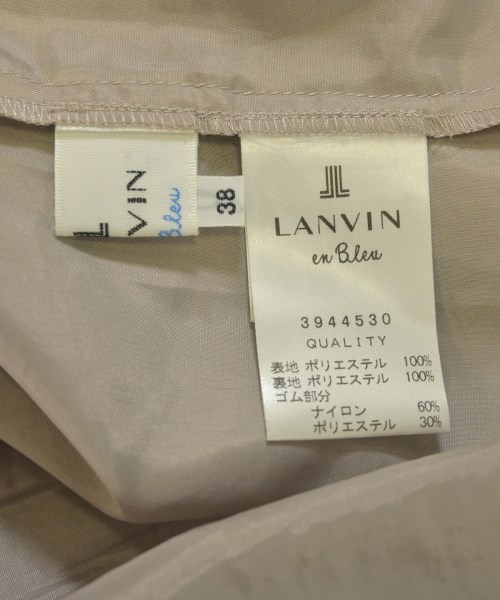 LANVIN
en Bleu
3944530
QUALITY
表地 ポリエステル 100%
裏地 ポリエステル 100%
ゴム部分
ナイロン 60%
ポリエステル 30%
38
VIN
Bleu